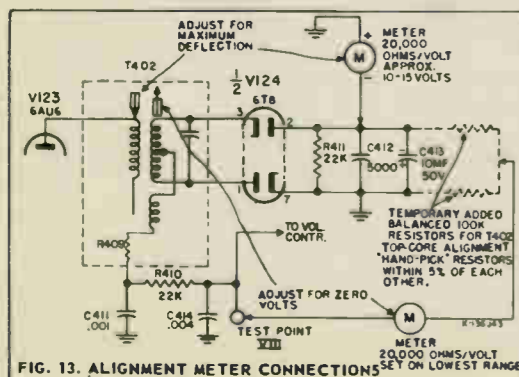 ADJUST FOR
MAXIMUM
DEFLECTION
T402
V123
6AU6
½ V124
6T8
3
2
7
+
METER
20,000
OHMS/VOLT
APPROX.
10-15 VOLTS
M
-
R411
22K
C412
5000
C413
10MF
50V
TEMPORARY ADDED
BALANCED 100K
RESISTORS FOR T402
TOP-CORE ALIGNMENT
"HAND-PICK" RESISTORS
WITHIN 5% OF EACH
OTHER.
TO VOL.
CONTR.
R409
R410
22K
C411
.001
C414
.004
ADJUST FOR ZERO
VOLTS
TEST POINT
VIII
M
METER
20,000 OHMS/VOLT
SET ON LOWEST RANGE
FIG. 13. ALIGNMENT METER CONNECTIONS